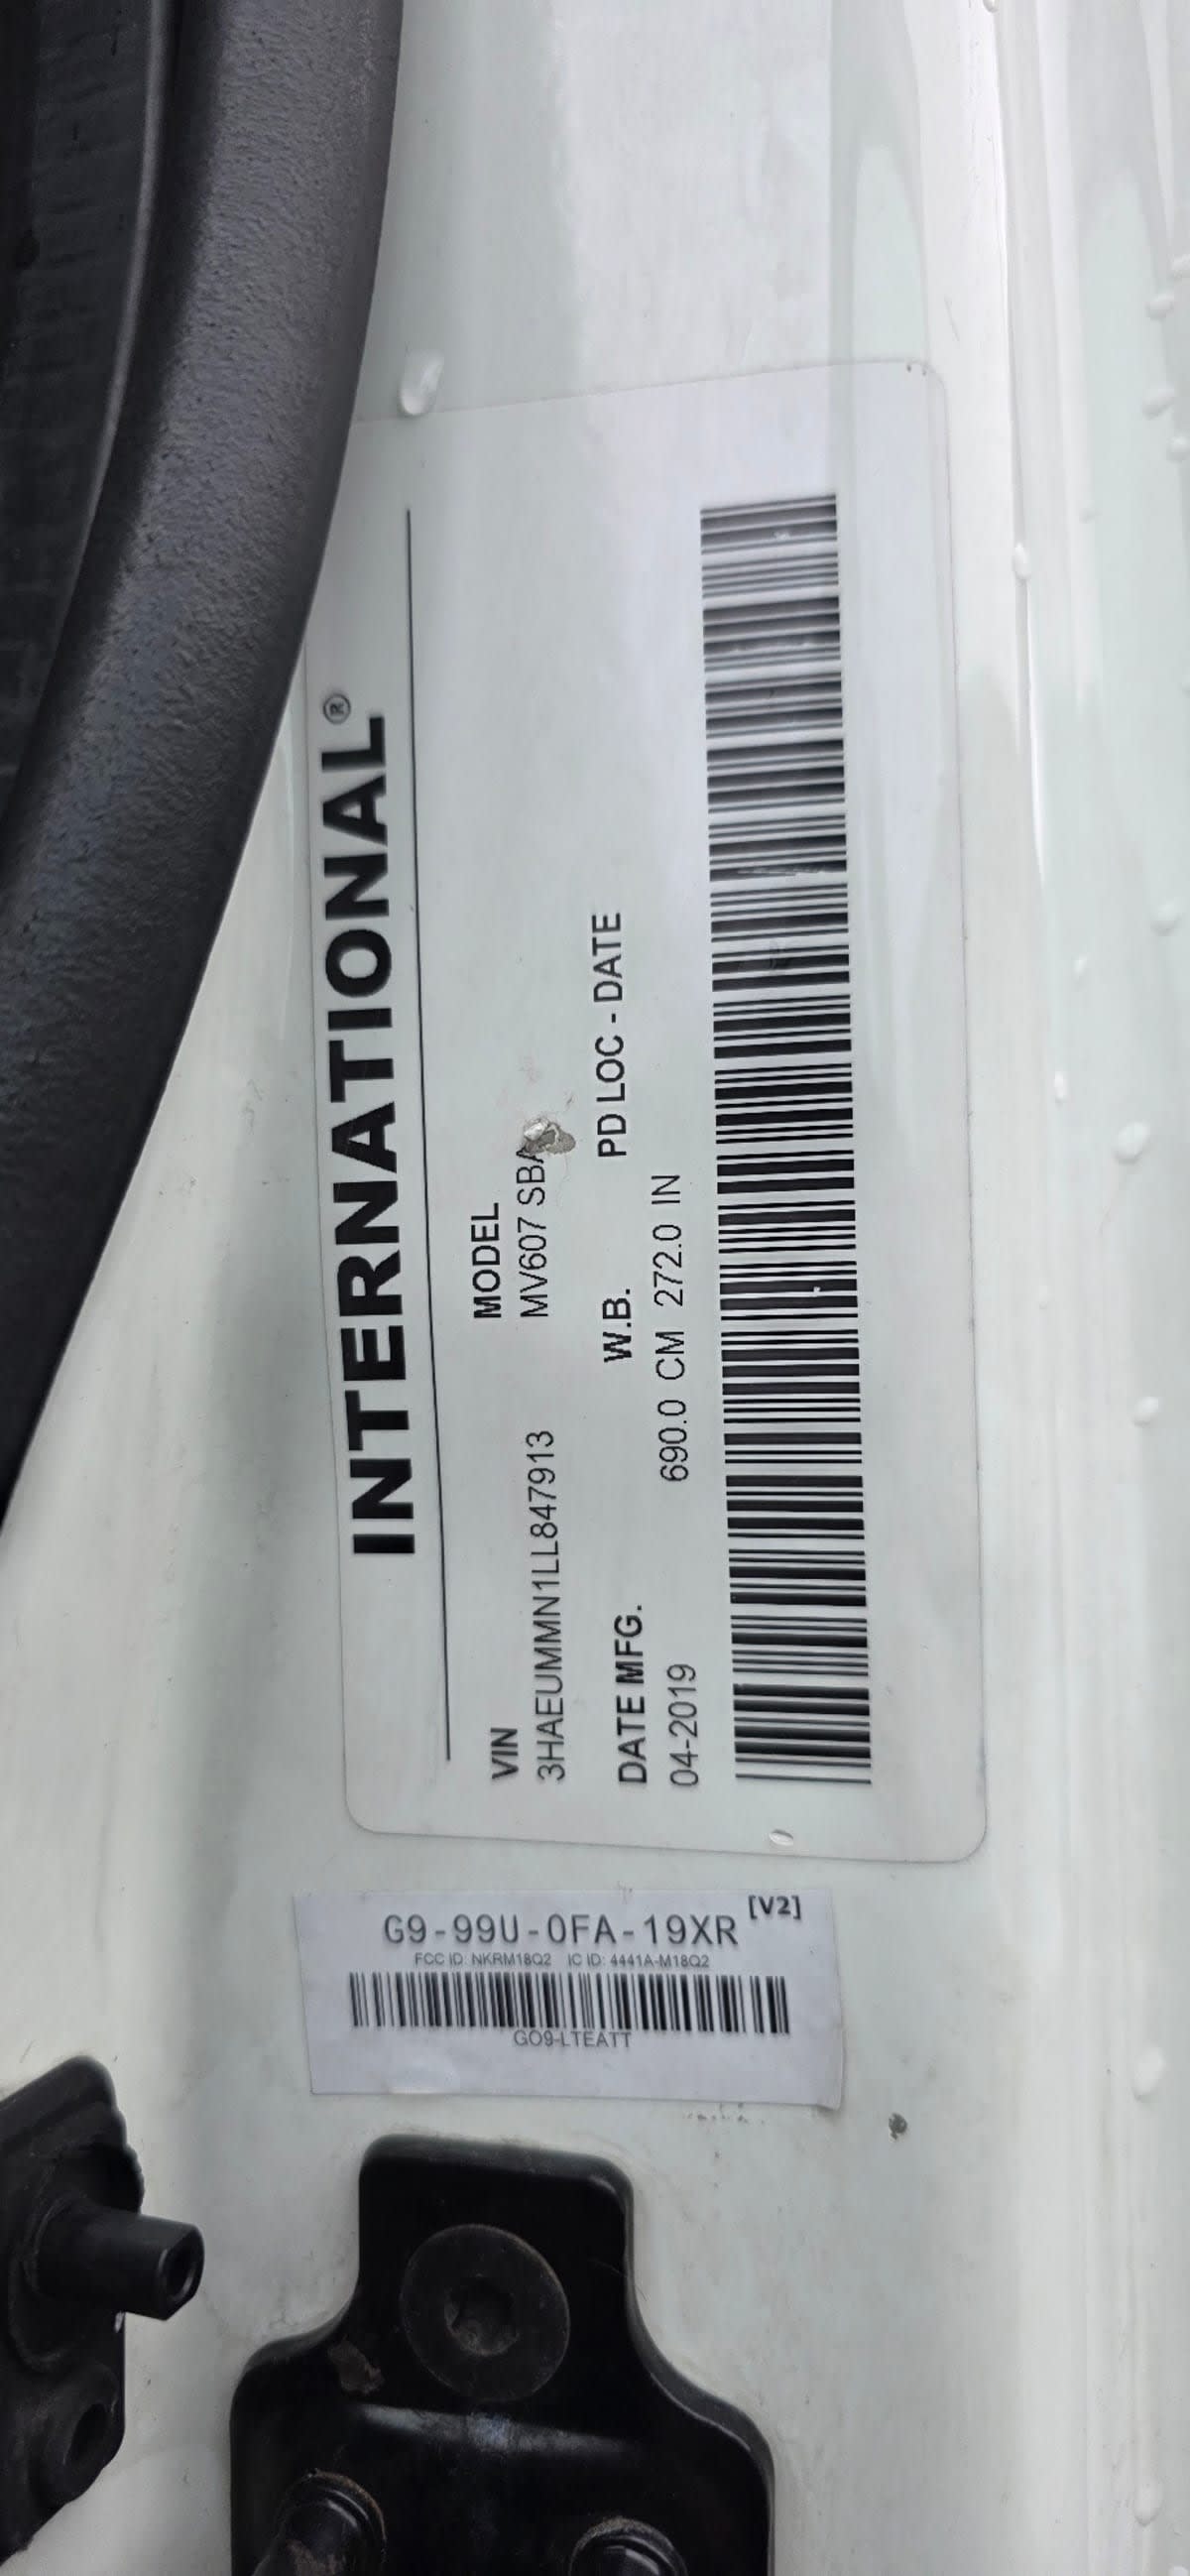 INTERNATIONAL®
VIN MODEL
3HAEUMMN1LL847913 MV607 SBA
DATE MFG. W.B. PD LOC - DATE
04-2019 690.0 CM 272.0 IN
G9-99U-0FA-19XR [V2]
FCC ID: NKRM18Q2 IC ID: 4441A-M18Q2
GO9-LTEATT